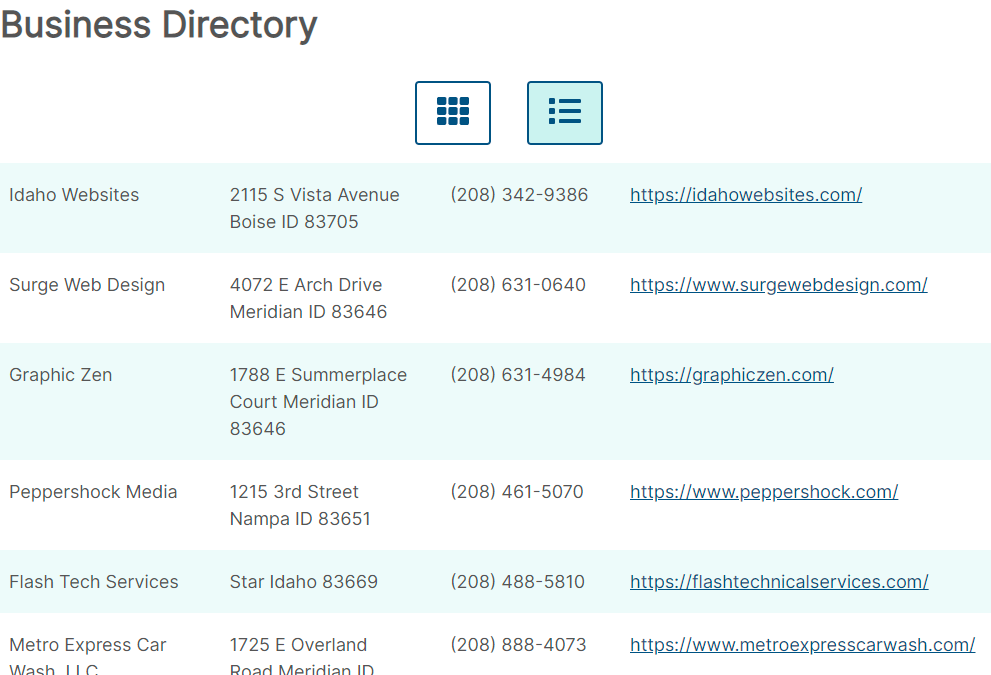 Business Directory
Idaho Websites
2115 S Vista Avenue
Boise ID 83705
(208) 342-9386
https://idahowebsites.com/
Surge Web Design
4072 E Arch Drive
Meridian ID 83646
(208) 631-0640
https://www.surgewebdesign.com/
Graphic Zen
1788 E Summerplace
Court Meridian ID
83646
(208) 631-4984
https://graphiczen.com/
Peppershock Media
1215 3rd Street
Nampa ID 83651
(208) 461-5070
https://www.peppershock.com/
Flash Tech Services
Star Idaho 83669
(208) 488-5810
https://flashtechnicalservices.com/
Metro Express Car
Wash, LLC
1725 E Overland
Road Meridian ID
(208) 888-4073
https://www.metroexpresscarwash.com/